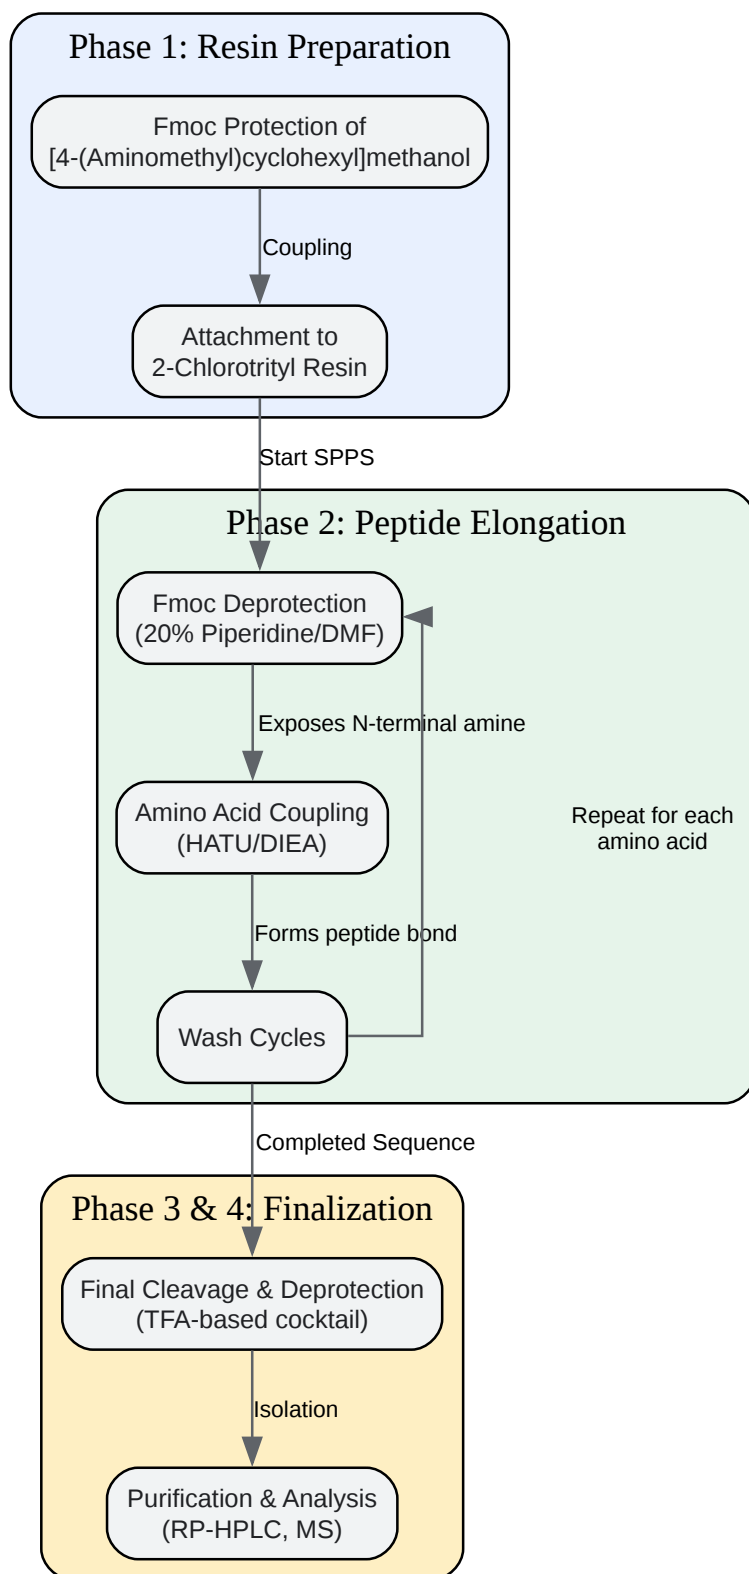 Phase 1: Resin Preparation
Fmoc Protection of
[4-(Aminomethyl)cyclohexyl]methanol
Coupling
Attachment to
2-Chlorotrityl Resin
Start SPPS
Phase 2: Peptide Elongation
Fmoc Deprotection
(20% Piperidine/DMF)
Exposes N-terminal amine
Amino Acid Coupling
(HATU/DIEA)
Repeat for each
amino acid
Forms peptide bond
Wash Cycles
Completed Sequence
Phase 3 & 4: Finalization
Final Cleavage & Deprotection
(TFA-based cocktail)
Isolation
Purification & Analysis
(RP-HPLC, MS)